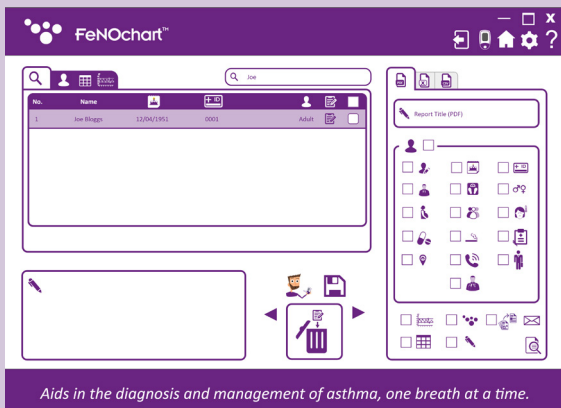 FeNOchart™
Joe
No. Name + ID
1 Joe Bloggs 12/04/1951 0001 Adult
Report Title (PDF)
+ ID
Aids in the diagnosis and management of asthma, one breath at a time.